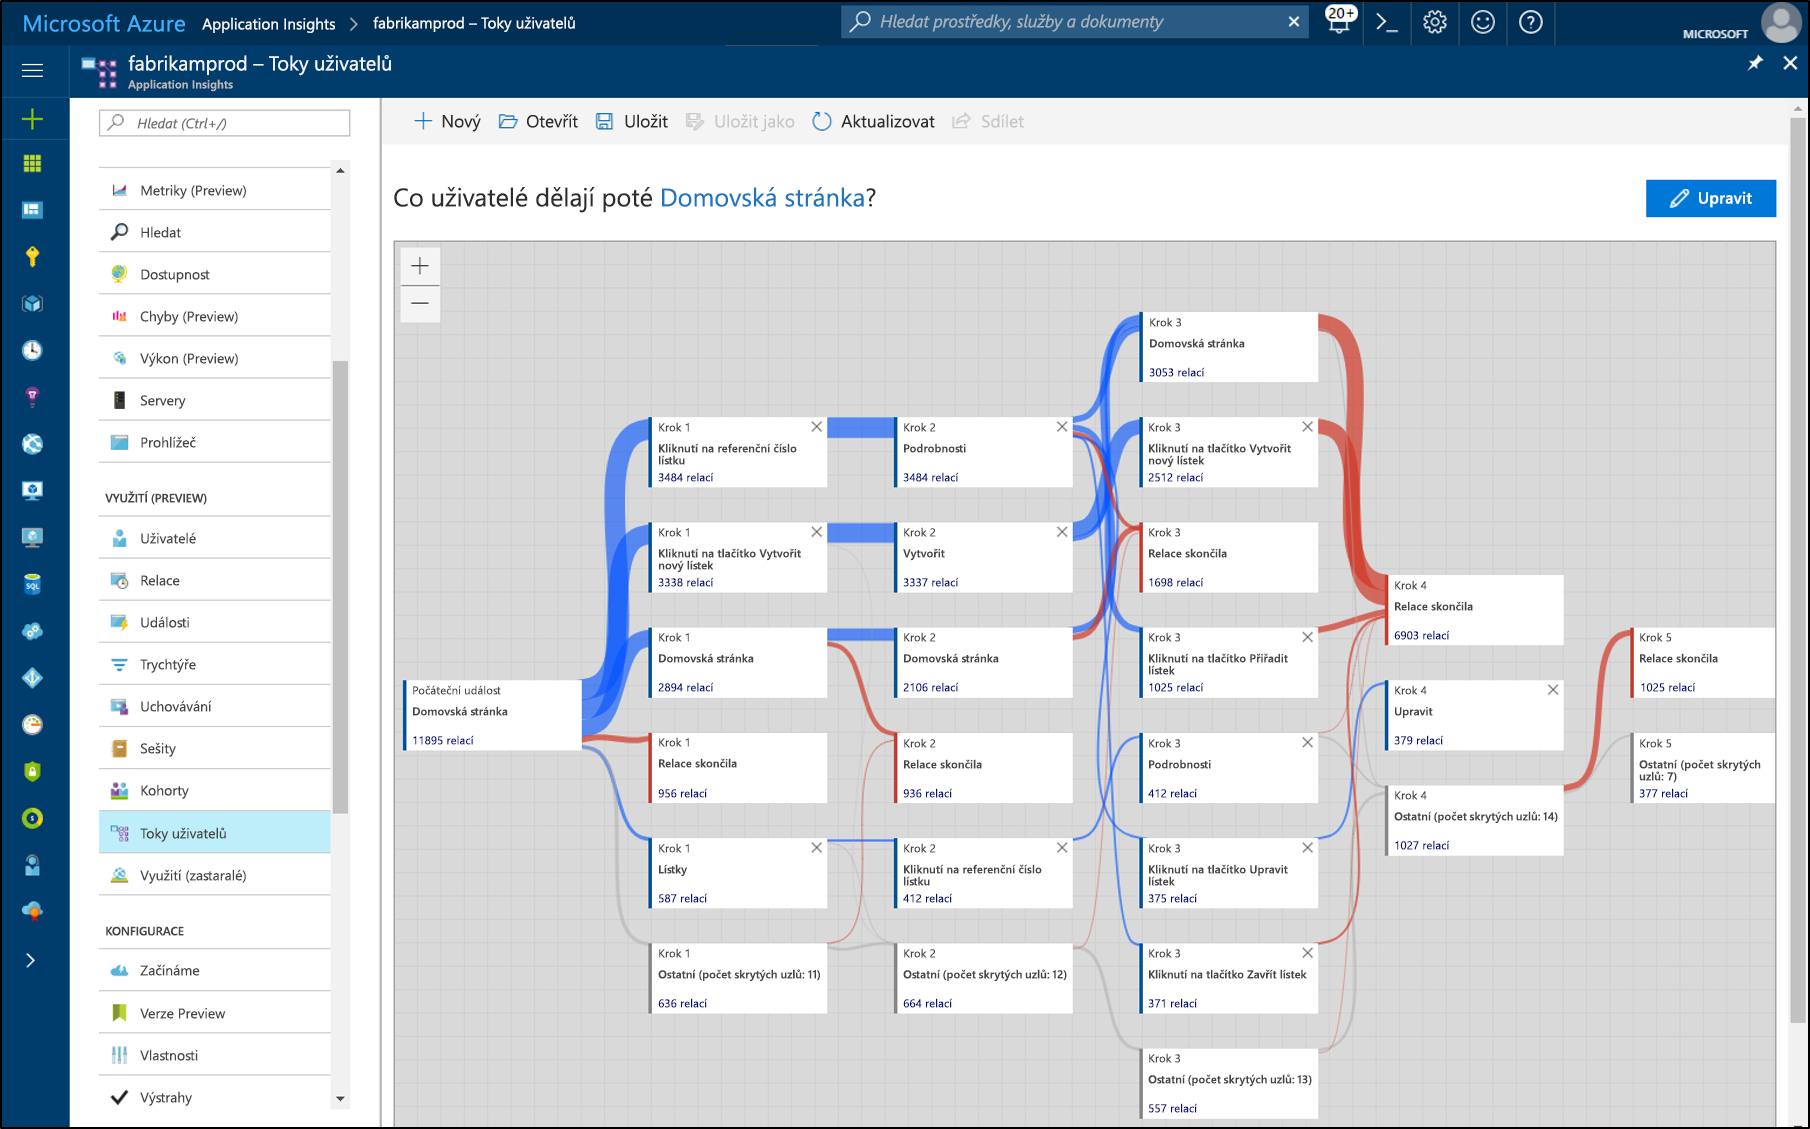 Microsoft Azure Application Insights > fabrikamprod – Toky uživatelů
Hledat prostředky, služby a dokumenty
20+
MICROSOFT
fabrikamprod – Toky uživatelů
Application Insights
Hledat (Ctrl+/)
Metriky (Preview)
Hledat
Dostupnost
Chyby (Preview)
Výkon (Preview)
Servery
Prohlížeč
VYUŽITÍ (PREVIEW)
Uživatelé
Relace
Události
Trychtýře
Uchovávání
Sešity
Kohorty
Toky uživatelů
Využití (zastaralé)
KONFIGURACE
Začínáme
Verze Preview
Vlastnosti
Výstrahy
SQL
Nový Otevřít Uložit Uložit jako Aktualizovat Sdílet
Co uživatelé dělají poté Domovská stránka?
Upravit
Počáteční událost
Domovská stránka
11895 relací
Krok 1
Kliknutí na referenční číslo
lístku
3484 relací
Krok 1
Kliknutí na tlačítko Vytvořit
nový lístek
3338 relací
Krok 1
Domovská stránka
2894 relací
Krok 1
Relace skončila
956 relací
Krok 1
Lístky
587 relací
Krok 1
Ostatní (počet skrytých uzlů: 11)
636 relací
Krok 2
Podrobnosti
3484 relací
Krok 2
Vytvořit
3337 relací
Krok 2
Domovská stránka
2106 relací
Krok 2
Relace skončila
936 relací
Krok 2
Kliknutí na referenční číslo
lístku
412 relací
Krok 2
Ostatní (počet skrytých uzlů: 12)
664 relací
Krok 3
Domovská stránka
3053 relací
Krok 3
Kliknutí na tlačítko Vytvořit
nový lístek
2512 relací
Krok 3
Relace skončila
1698 relací
Krok 3
Kliknutí na tlačítko Přiřadit
lístek
1025 relací
Krok 3
Podrobnosti
412 relací
Krok 3
Kliknutí na tlačítko Upravit
lístek
375 relací
Krok 3
Kliknutí na tlačítko Zavřít lístek
371 relací
Krok 3
Ostatní (počet skrytých uzlů: 13)
557 relací
Krok 4
Relace skončila
6903 relací
Krok 4
Upravit
379 relací
Krok 4
Ostatní (počet skrytých uzlů: 14)
1027 relací
Krok 5
Relace skončila
1025 relací
Krok 5
Ostatní (počet skrytých
uzlů: 7)
377 relací